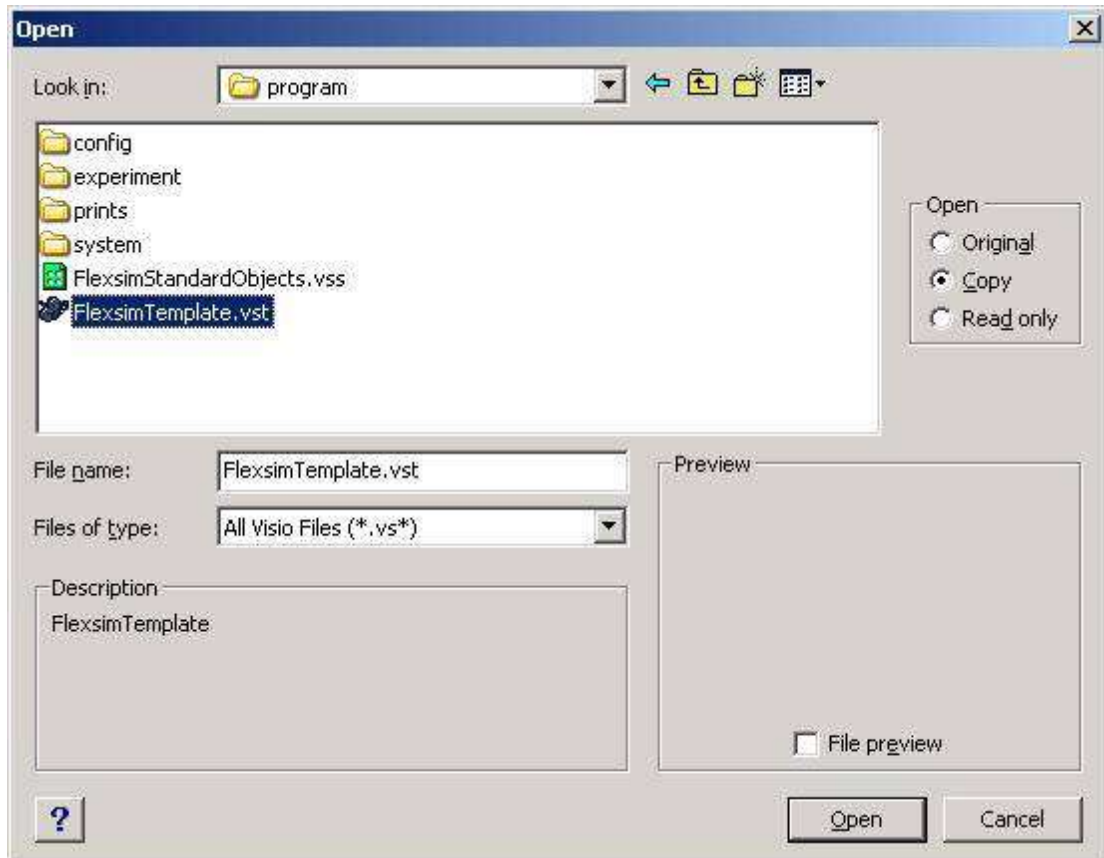 Open
Look in:
program
config
experiment
prints
system
FlexsimStandardObjects.vss
FlexsimTemplate.vst
Open
Original
Copy
Read only
File name:
FlexsimTemplate.vst
Files of type:
All Visio Files (*.vs*)
Description
FlexsimTemplate
Preview
File preview
?
Open
Cancel